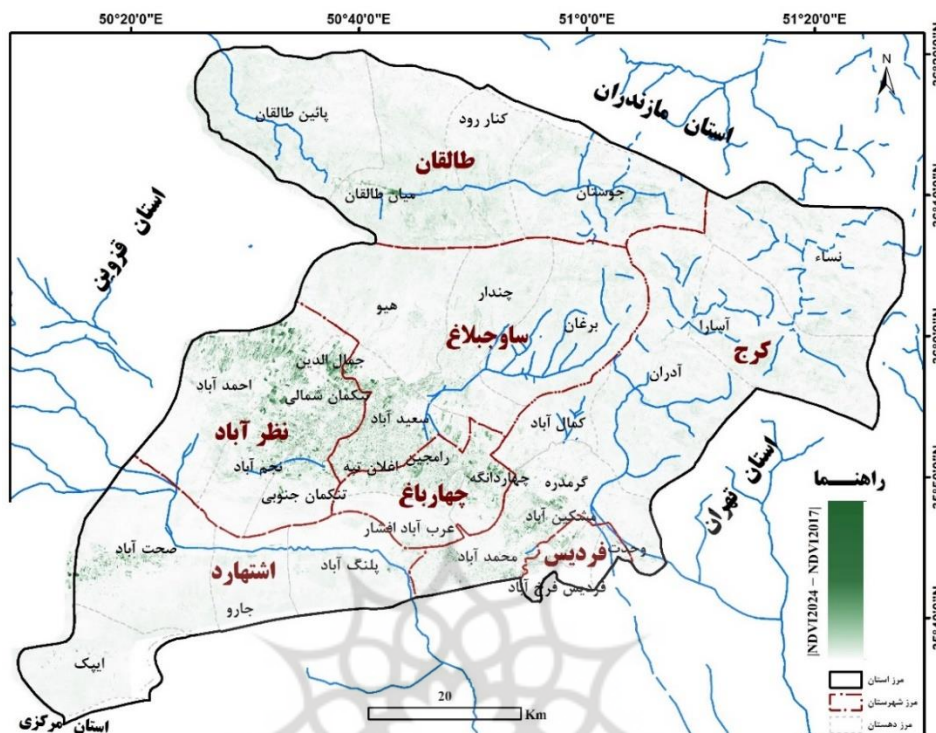 50°20'0"E
50°40'0"E
51°0'0"E
51°20'0"E
N
استان مازندران
کنار رود
پائین طالقان
طالقان
میان طالقان
جوستان
استان قزوین
نساء
چندار
هیو
برغان
ساوجبلاغ
آسارا
کرج
جمال الدین
آدران
احمد آباد
تنکمان شمالی
سعید آباد
کمال آباد
نظر آباد
رامجین
استان تهران
نجم آباد
اغلان تپه
چهاردانگه
گرمدره
چهارباغ
تنکمان جنوبی
مشکین آباد
عرب آباد افشار
صحت آباد
محمد آباد
فردیس
وحدت
اشتهارد
پلنگ آباد
فردیس فرخ آباد
جارو
ایپک
استان مرکزی
20
Km
راهنما
|NDVI2024 – NDVI2017|
مرز استان
مرز شهرستان
مرز دهستان